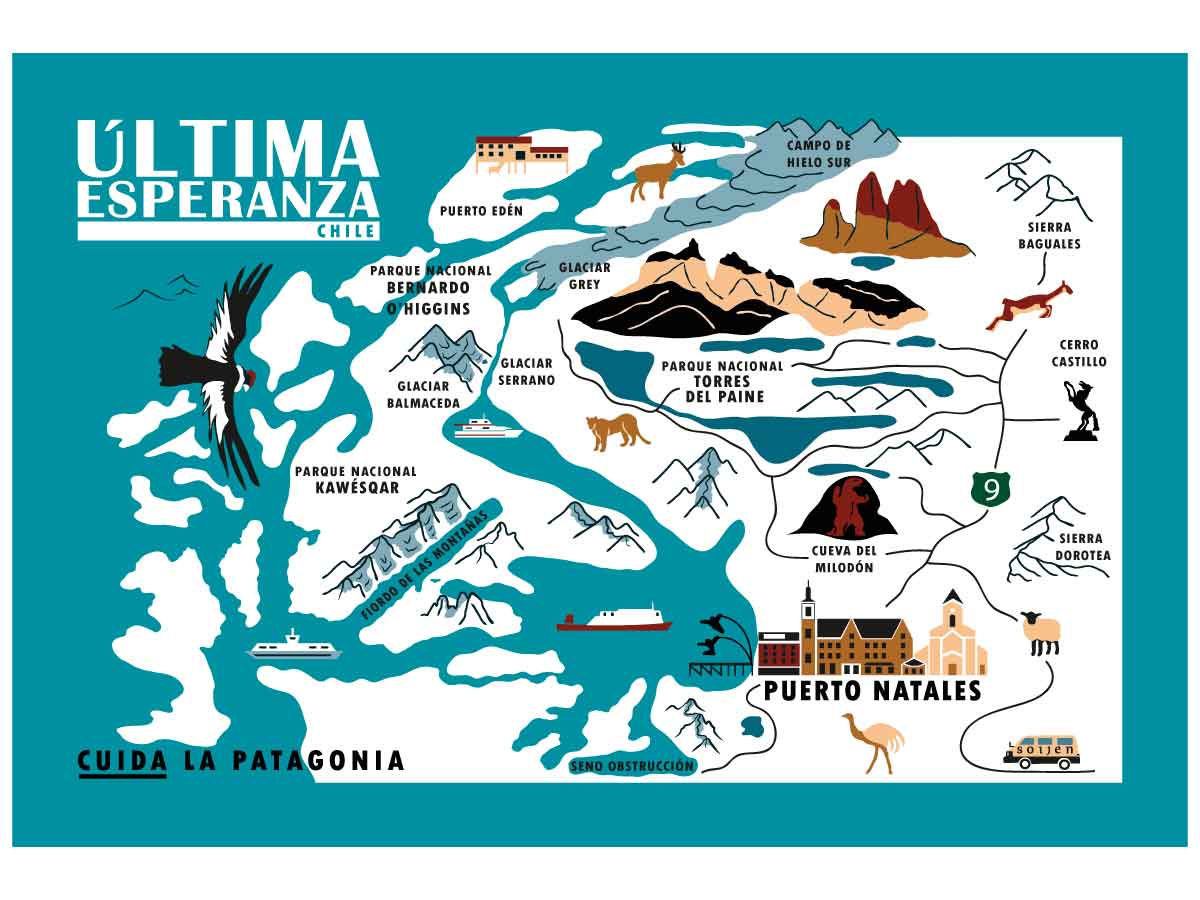 ÚLTIMA
ESPERANZA
CHILE
CAMPO DE
HIELO SUR
PUERTO EDÉN
SIERRA
BAGUALES
PARQUE NACIONAL
BERNARDO
O'HIGGINS
GLACIAR
GREY
GLACIAR
SERRANO
GLACIAR
BALMACEDA
PARQUE NACIONAL
TORRES
DEL PAINE
CERRO
CASTILLO
PARQUE NACIONAL
KAWÉSQAR
9
FIORDO DE LAS MONTAÑAS
CUEVA DEL
MILODÓN
SIERRA
DOROTEA
PUERTO NATALES
SENO OBSTRUCCIÓN
soijën
CUIDA LA PATAGONIA